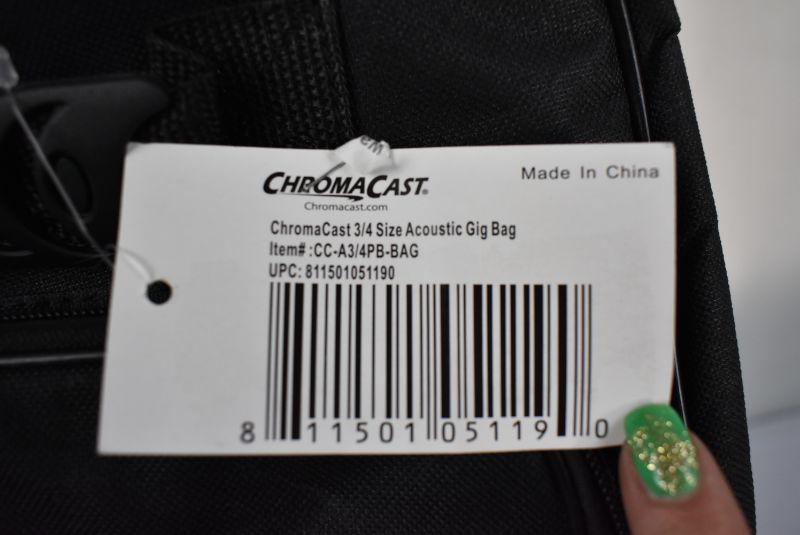 CHROMACAST®
Made In China
Chromacast.com
ChromaCast 3/4 Size Acoustic Gig Bag
Item# :CC-A3/4PB-BAG
UPC: 811501051190
8 11501 05119 0